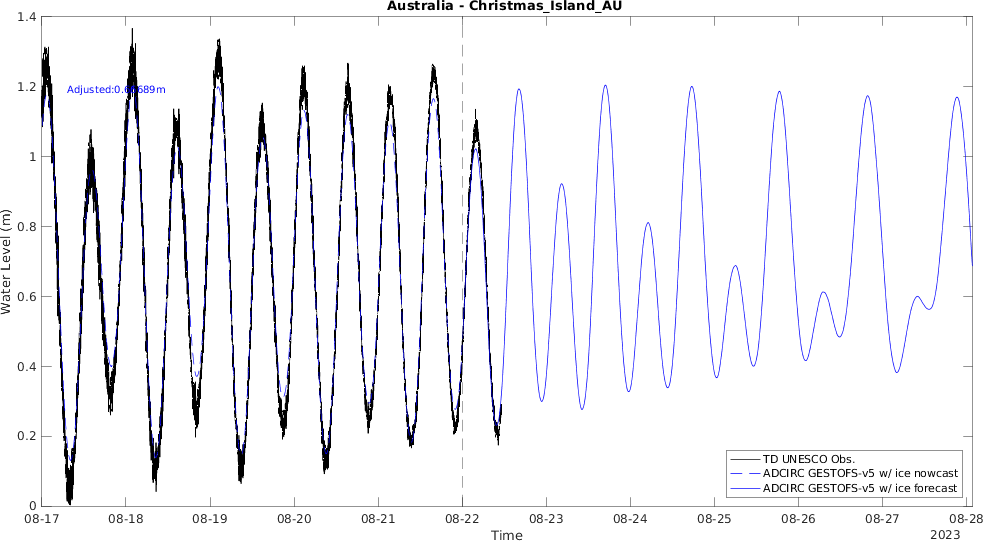 Australia - Christmas_Island_AU
1.4
1.2
1
0.8
0.6
0.4
0.2
0
Water Level (m)
TD UNESCO Obs.
ADCIRC GESTOFS-v5 w/ ice nowcast
ADCIRC GESTOFS-v5 w/ ice forecast
08-17 08-18 08-19 08-20 08-21 08-22 08-23 08-24 08-25 08-26 08-27 08-28
Time
2023